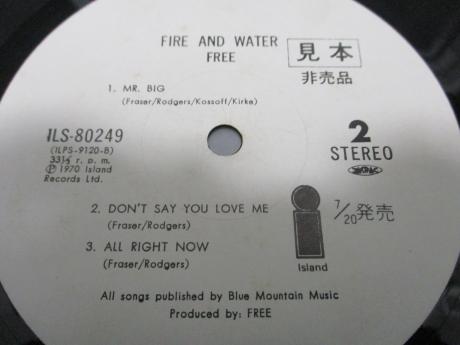 FIRE AND WATER
FREE
見本
非売品
1. MR. BIG
(Fraser/Rodgers/Kossoff/Kirke)
ILS-80249
(ILPS-9120-B)
33⅓ r. p. m.
Ⓟ 1970 Island
Records Ltd.
2
STEREO
2. DON'T SAY YOU LOVE ME
(Fraser/Rodgers)
3. ALL RIGHT NOW
(Fraser/Rodgers)
Island
7/20発売
All songs published by Blue Mountain Music
Produced by: FREE